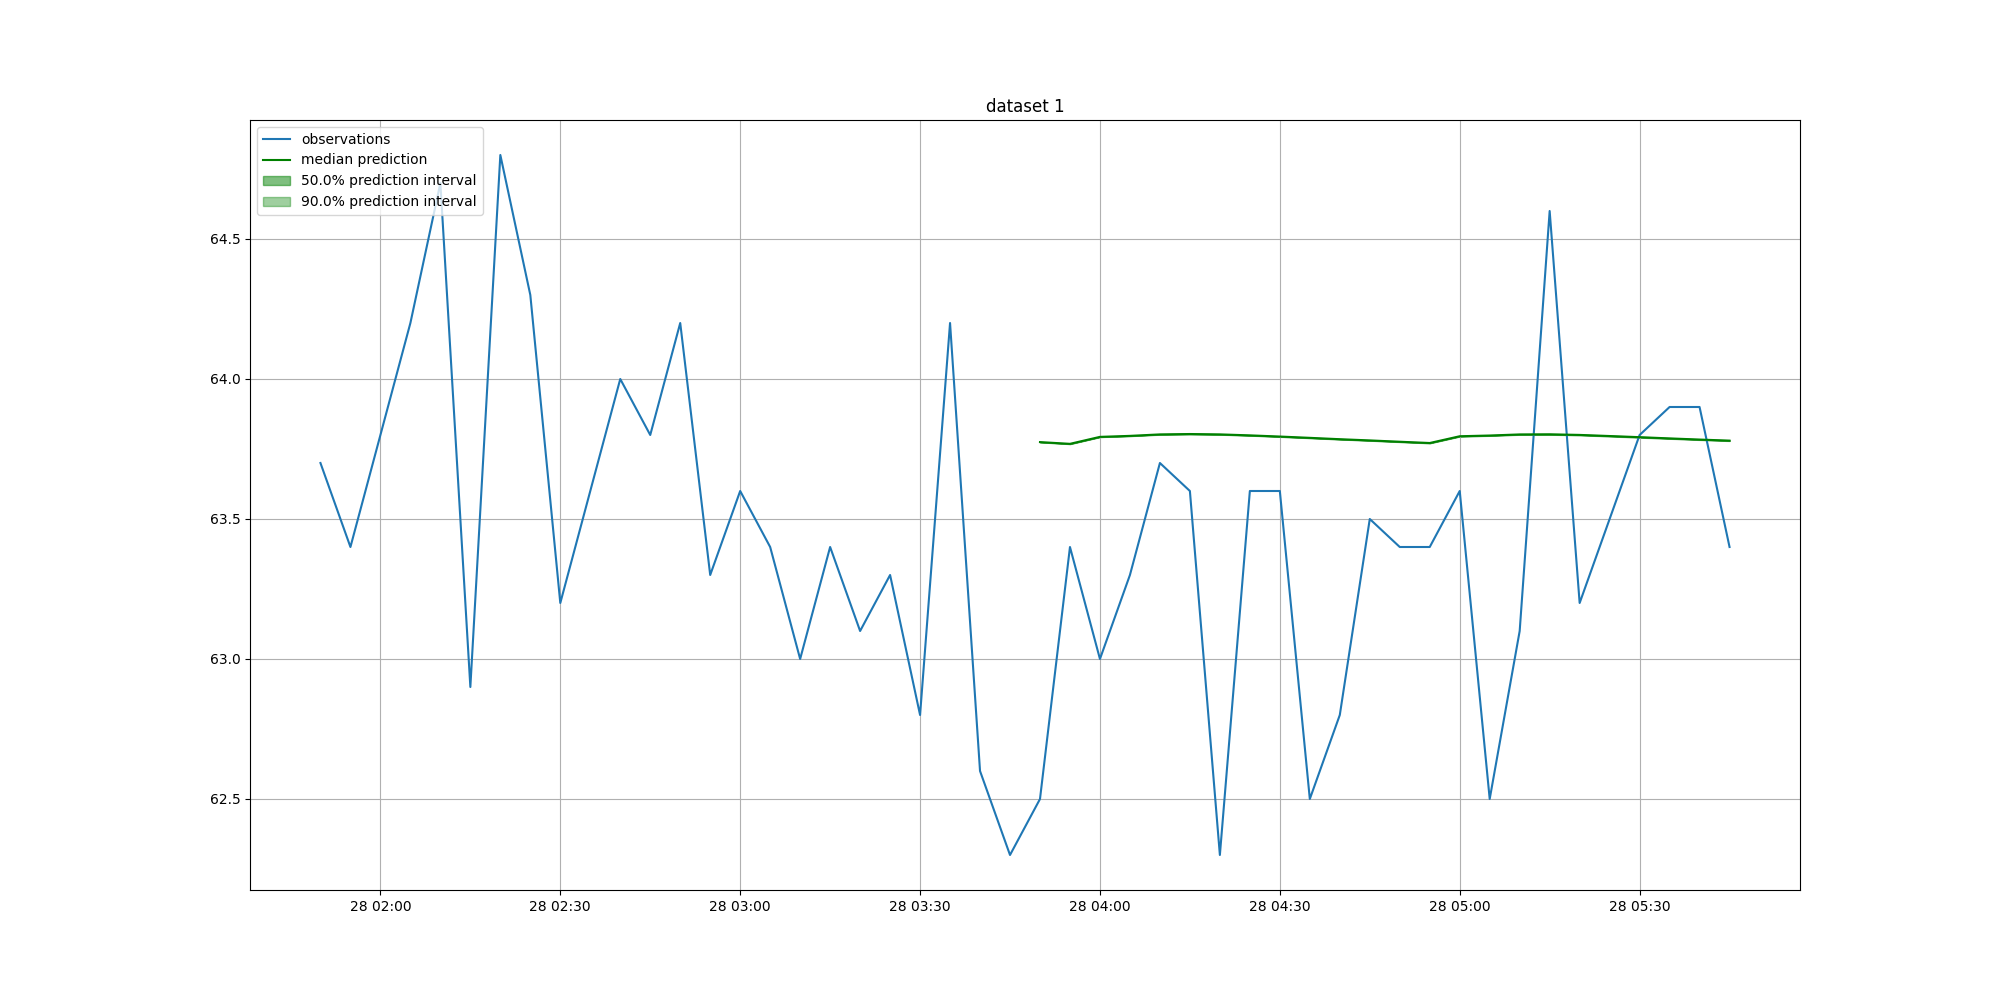 dataset 1
observations
median prediction
50.0% prediction interval
90.0% prediction interval
64.5
64.0
63.5
63.0
62.5
28 02:00 28 02:30 28 03:00 28 03:30 28 04:00 28 04:30 28 05:00 28 05:30